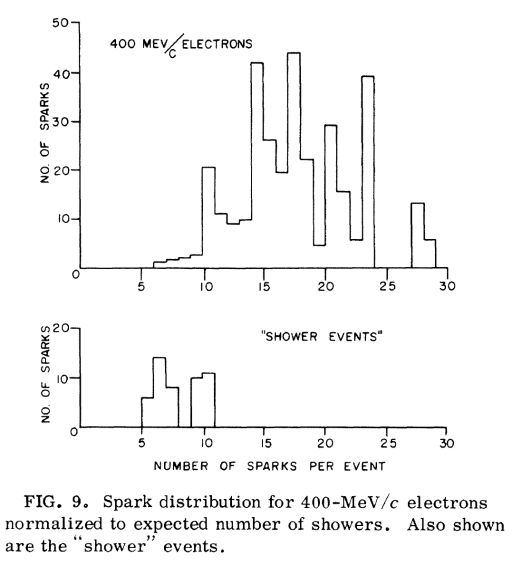 50
400 MEV/C ELECTRONS
40
30
20
10
0
NO. OF SPARKS
5 10 15 20 25 30
20
"SHOWER EVENTS"
10
0
NO. OF SPARKS
5 10 15 20 25 30
NUMBER OF SPARKS PER EVENT
FIG. 9. Spark distribution for 400-MeV/c electrons
normalized to expected number of showers. Also shown
are the "shower" events.